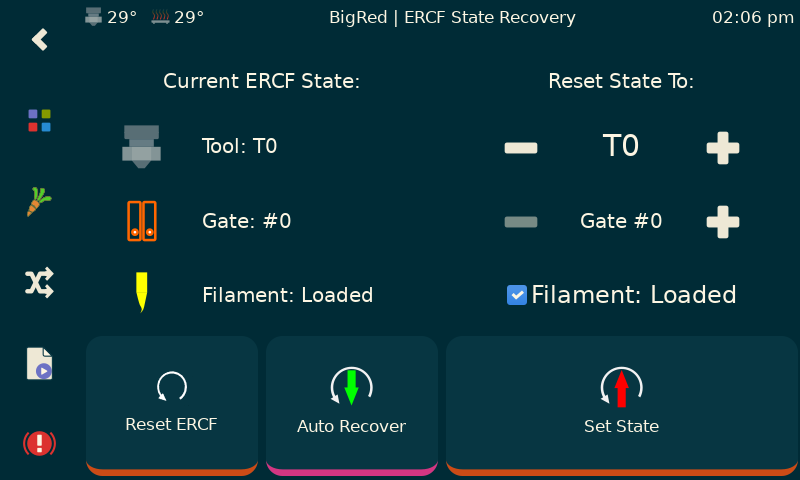 29° 29° BigRed | ERCF State Recovery 02:06 pm
Current ERCF State: Reset State To:
Tool: T0 T0
Gate: #0 Gate #0
Filament: Loaded Filament: Loaded
Reset ERCF Auto Recover Set State